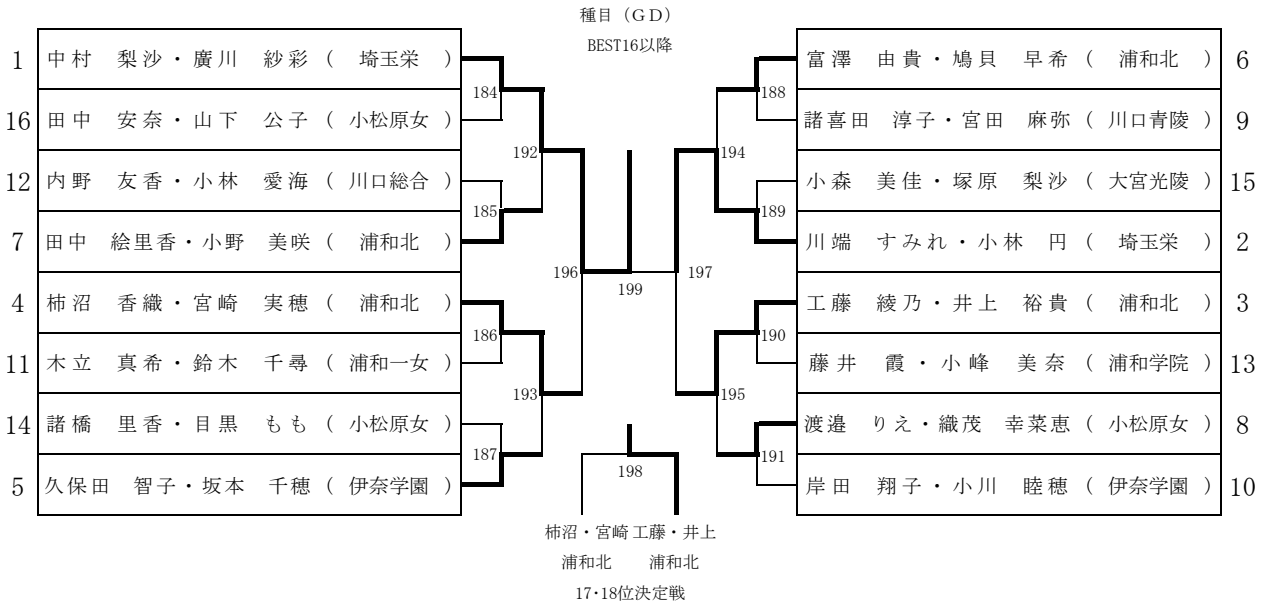 種目（GD）
BEST16以降
1 中村 梨沙・廣川 紗彩（ 埼玉栄 ）
16 田中 安奈・山下 公子（ 小松原女 ）
12 内野 友香・小林 愛海（ 川口総合 ）
7 田中 絵里香・小野 美咲（ 浦和北 ）
4 柿沼 香織・宮崎 実穂（ 浦和北 ）
11 木立 真希・鈴木 千尋（ 浦和一女 ）
14 諸橋 里香・目黒 もも（ 小松原女 ）
5 久保田 智子・坂本 千穂（ 伊奈学園 ）
184
185
186
187
192
193
196
199
198
197
194
195
188
189
190
191
富澤 由貴・鳩貝 早希（ 浦和北 ） 6
諸喜田 淳子・宮田 麻弥（ 川口青陵 ） 9
小森 美佳・塚原 梨沙（ 大宮光陵 ） 15
川端 すみれ・小林 円（ 埼玉栄 ） 2
工藤 綾乃・井上 裕貴（ 浦和北 ） 3
藤井 霞・小峰 美奈（ 浦和学院 ） 13
渡邉 りえ・織茂 幸菜恵（ 小松原女 ） 8
岸田 翔子・小川 睦穂（ 伊奈学園 ） 10
柿沼・宮崎 工藤・井上
浦和北 浦和北
17・18位決定戦